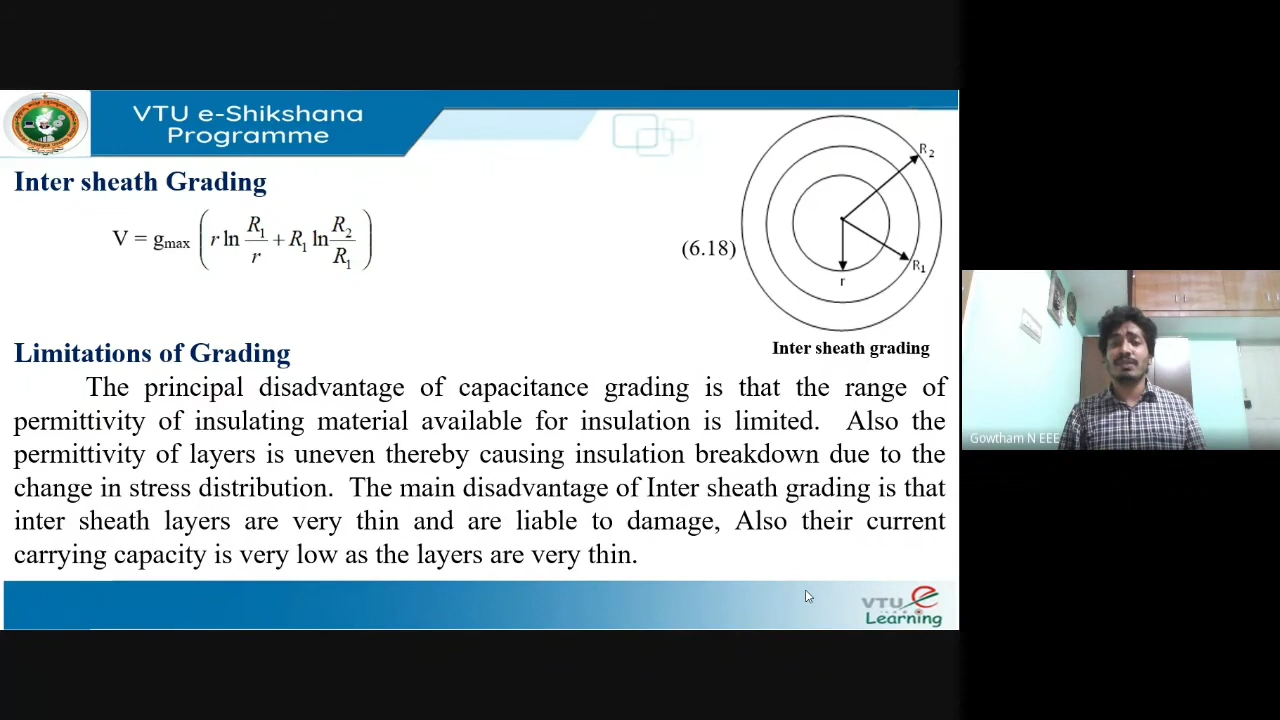 VTU e-Shikshana
Programme
Inter sheath Grading
V = gmax ( r ln R1/r + R1 ln R2/R1 )
(6.18)
R2
R1
r
Inter sheath grading
Limitations of Grading
The principal disadvantage of capacitance grading is that the range of
permittivity of insulating material available for insulation is limited. Also the
permittivity of layers is uneven thereby causing insulation breakdown due to the
change in stress distribution. The main disadvantage of Inter sheath grading is that
inter sheath layers are very thin and are liable to damage, Also their current
carrying capacity is very low as the layers are very thin.
Gowtham N EEE
VTU e
Learning